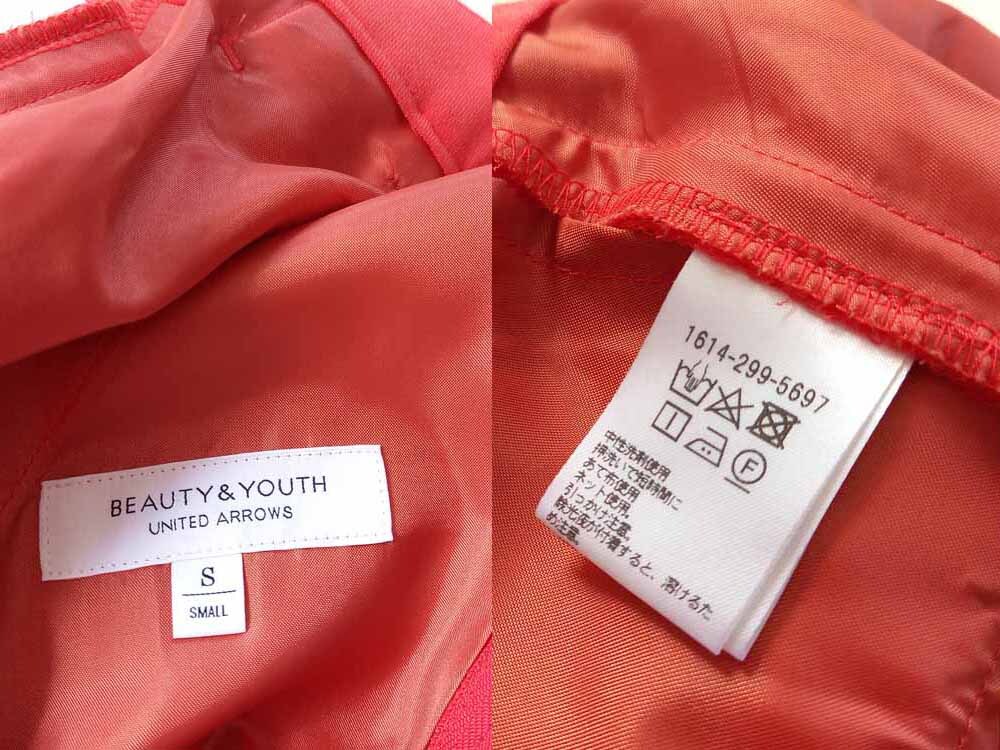 BEAUTY&YOUTH
UNITED ARROWS
S
SMALL
1614-299-5697
F
中性洗剤使用
押洗いで短時間に
あて布使用
ネット使用。
引っかけ注意。
蛍光灰が付着すると、溶けるた
め注意。